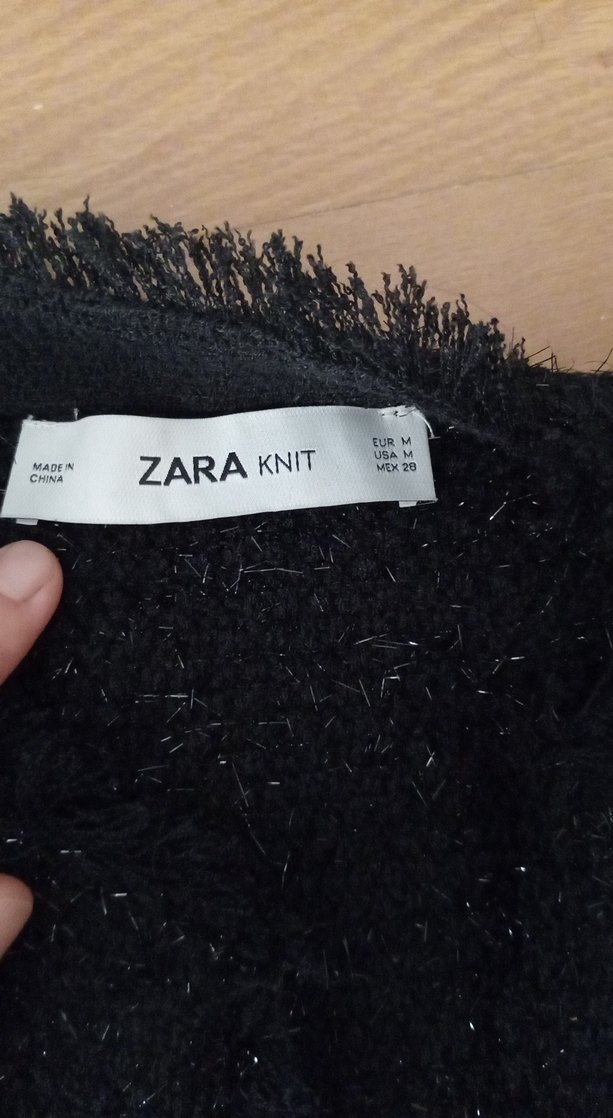 MADE IN
CHINA
ZARA KNIT
EUR M
USA M
MEX 28